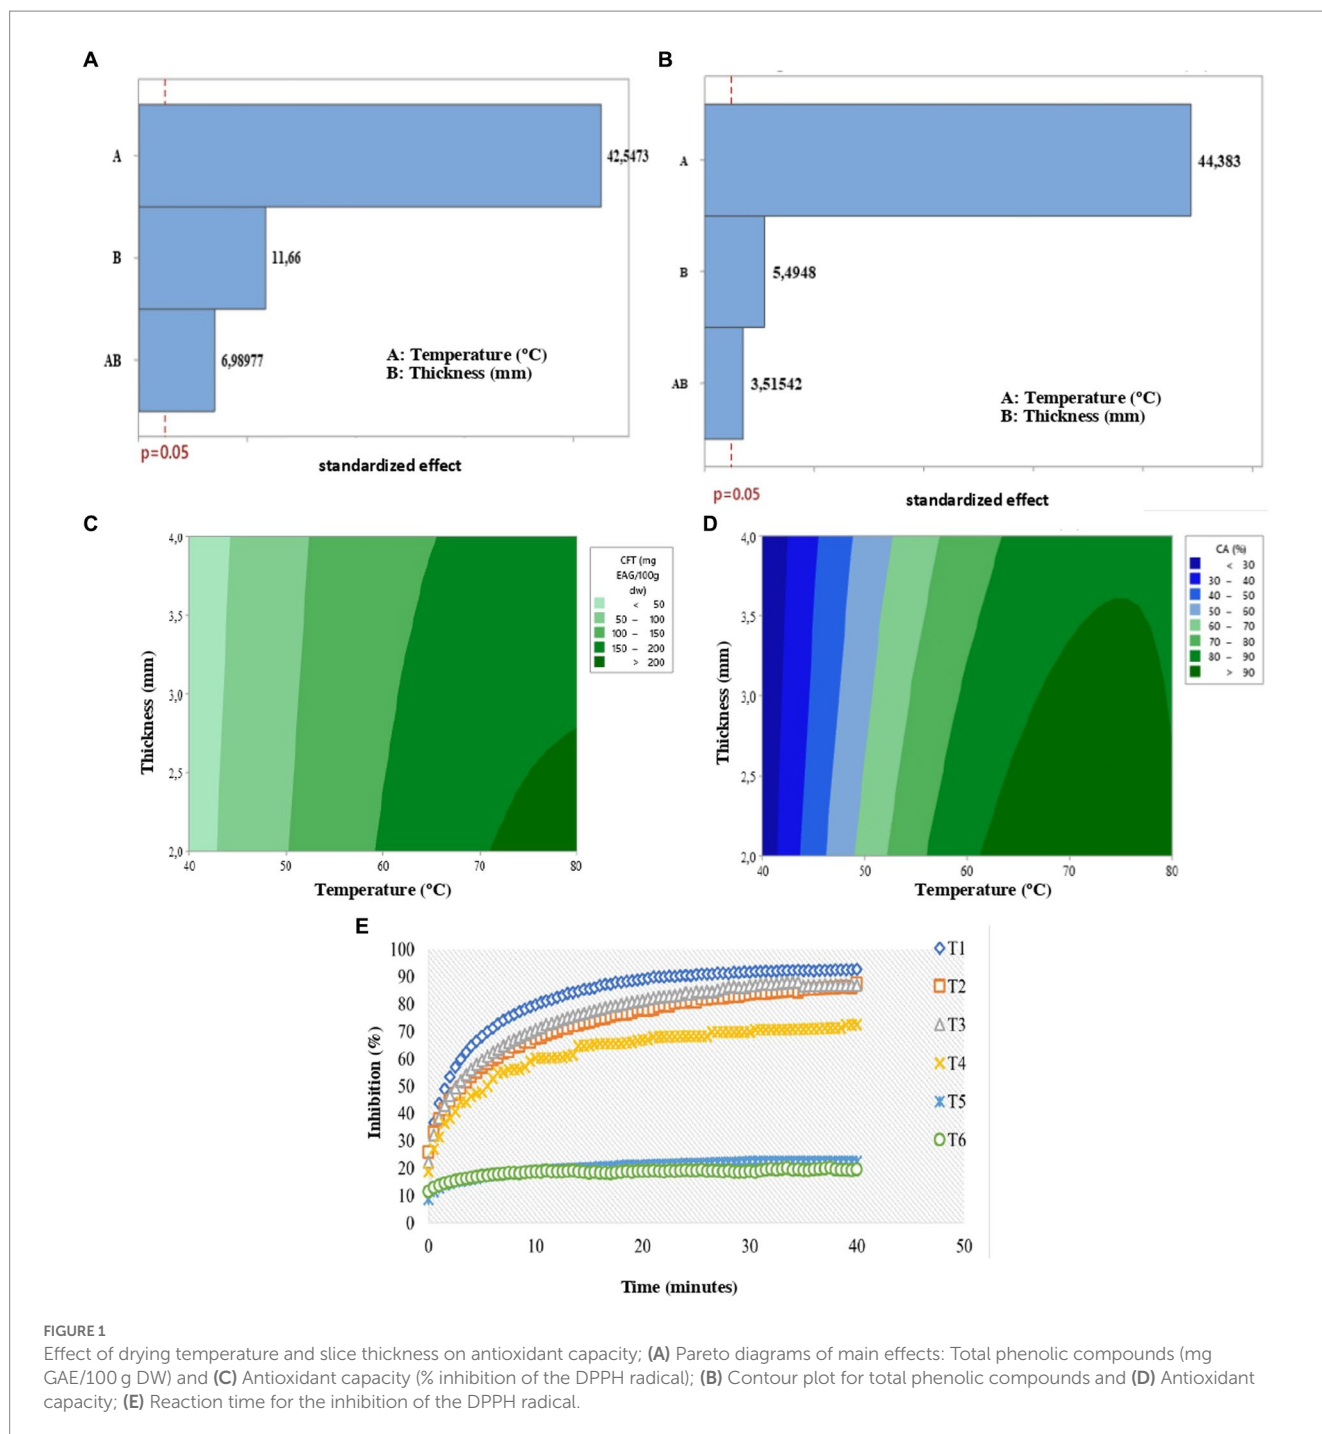 A
A
42,5473
B
11,66
AB
6,98977
A: Temperature (ºC)
B: Thickness (mm)
p=0.05
standardized effect
B
A
44,383
B
5,4948
AB
3,51542
A: Temperature (ºC)
B: Thickness (mm)
p=0.05
standardized effect
C
4,0
3,5
3,0
2,5
2,0
40 50 60 70 80
Thickness (mm)
Temperature (ºC)
CFT (mg
EAG/100g
dw)
< 50
50 – 100
100 – 150
150 – 200
> 200
D
4,0
3,5
3,0
2,5
2,0
40 50 60 70 80
Thickness (mm)
Temperature (ºC)
CA (%)
< 30
30 – 40
40 – 50
50 – 60
60 – 70
70 – 80
80 – 90
> 90
E
100
90
80
70
60
50
40
30
20
10
0
0 10 20 30 40 50
Inhibition (%)
Time (minutes)
T1
T2
T3
T4
T5
T6
FIGURE 1
Effect of drying temperature and slice thickness on antioxidant capacity; (A) Pareto diagrams of main effects: Total phenolic compounds (mg
GAE/100 g DW) and (C) Antioxidant capacity (% inhibition of the DPPH radical); (B) Contour plot for total phenolic compounds and (D) Antioxidant
capacity; (E) Reaction time for the inhibition of the DPPH radical.